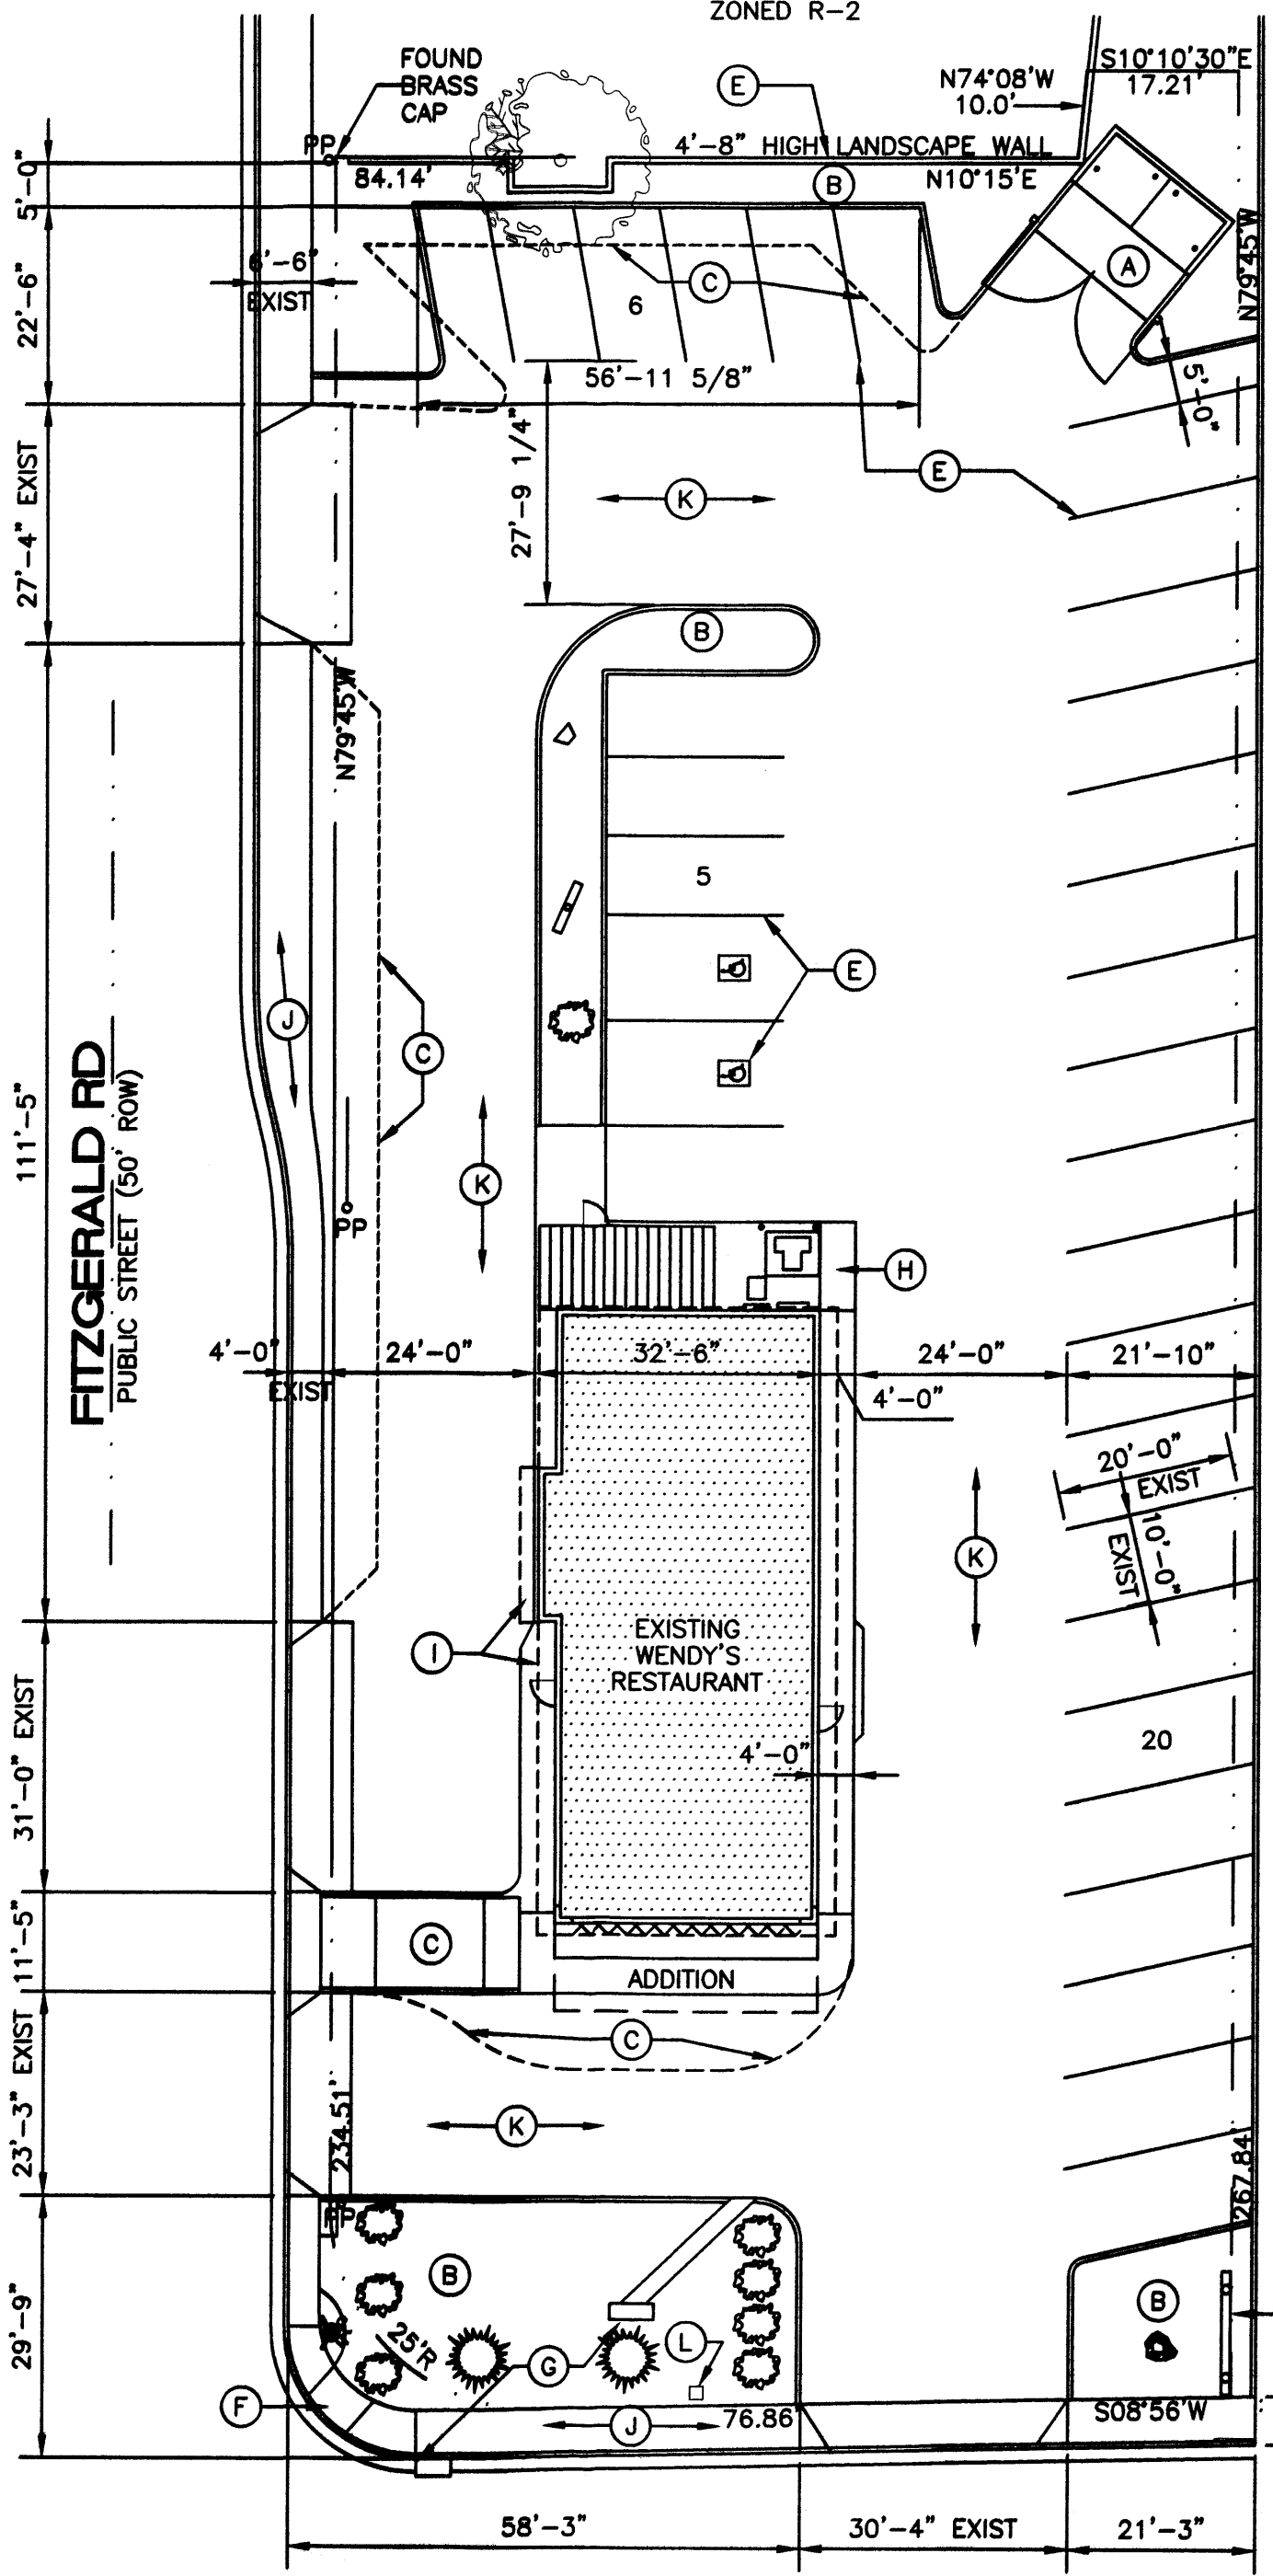 ZONED R-2
FOUND
BRASS
CAP
PP
84.14'
E
N74°08'W
10.0'
S10°10'30"E
17.21'
4'-8" HIGH LANDSCAPE WALL
N10°15'E
B
A
5'-0"
22'-6"
6'-6"
EXIST
C
6
N79°45'W
56'-11 5/8"
5'-0"
27'-4" EXIST
27'-9 1/4"
K
E
B
N79°45'W
5
E
J
C
111'-5"
FITZGERALD RD
PUBLIC STREET (50' ROW)
K
PP
H
4'-0"
EXIST
24'-0"
32'-6"
24'-0"
21'-10"
4'-0"
20'-0"
EXIST
10'-0"
EXIST
K
I
EXISTING
WENDY'S
RESTAURANT
31'-0" EXIST
4'-0"
20
11'-5"
C
ADDITION
C
23'-3" EXIST
234.51'
K
267.84'
PP
B
B
29'-9"
25'R
G
L
F
J
76.86'
S08°56'W
58'-3"
30'-4" EXIST
21'-3"